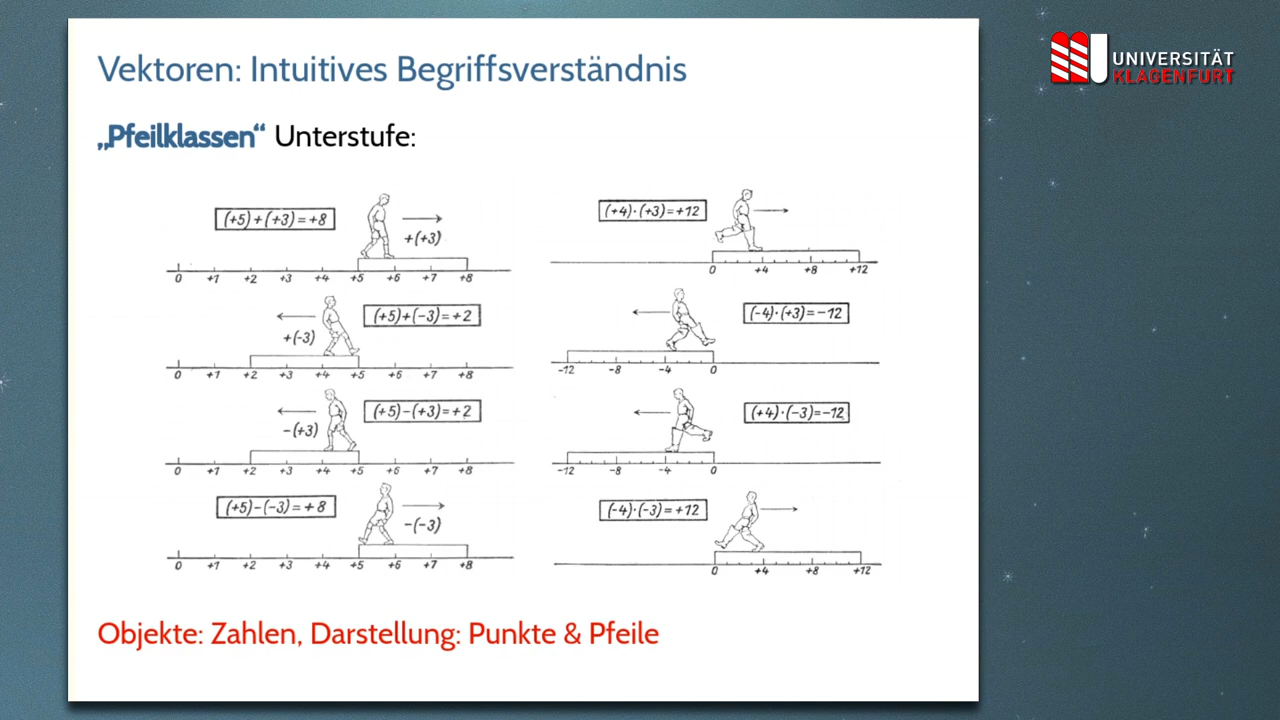 Vektoren: Intuitives Begriffsverständnis
„Pfeilklassen“ Unterstufe:
(+5)+(+3)=+8
+(+3)
0 +1 +2 +3 +4 +5 +6 +7 +8
(+5)+(-3)=+2
+(-3)
0 +1 +2 +3 +4 +5 +6 +7 +8
(+5)-(+3)=+2
-(+3)
0 +1 +2 +3 +4 +5 +6 +7 +8
(+5)-(-3)=+8
-(-3)
0 +1 +2 +3 +4 +5 +6 +7 +8
(+4)·(+3)=+12
0 +4 +8 +12
(-4)·(+3)=-12
-12 -8 -4 0
(+4)·(-3)=-12
-12 -8 -4 0
(-4)·(-3)=+12
0 +4 +8 +12
Objekte: Zahlen, Darstellung: Punkte & Pfeile
UNIVERSITÄT
KLAGENFURT